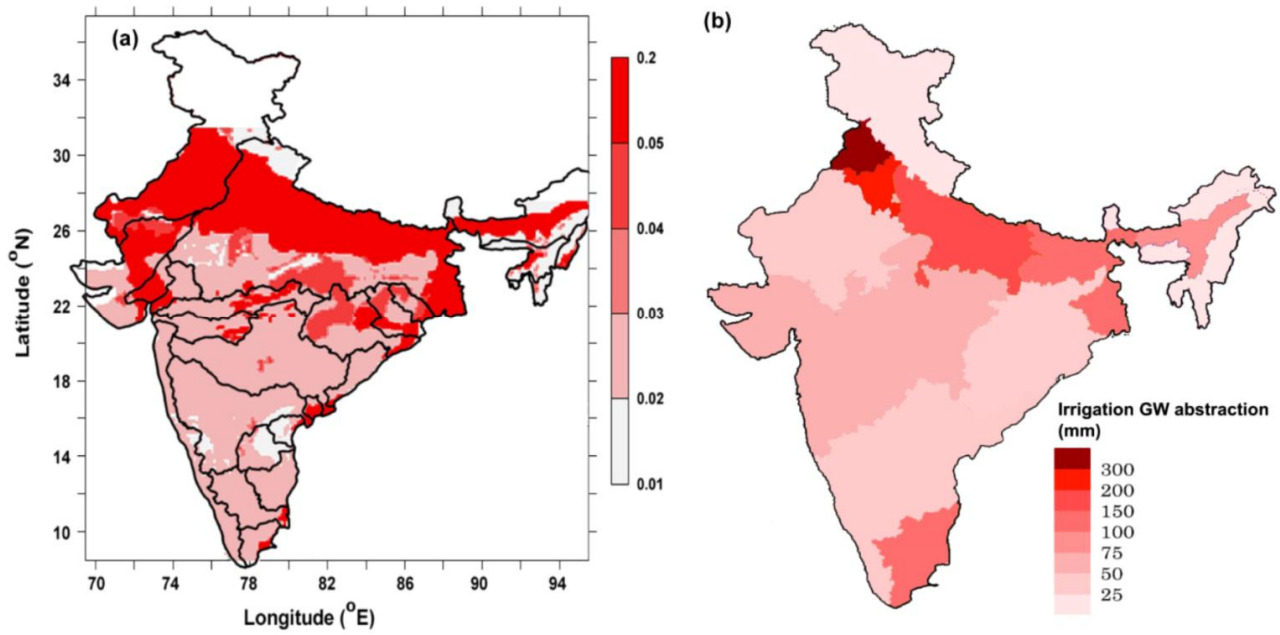 (a)
34
30
26
22
18
14
10
Latitude (°N)
70 74 78 82 86 90 94
Longitude (°E)
0.2
0.05
0.04
0.03
0.02
0.01
(b)
Irrigation GW abstraction
(mm)
300
200
150
100
75
50
25